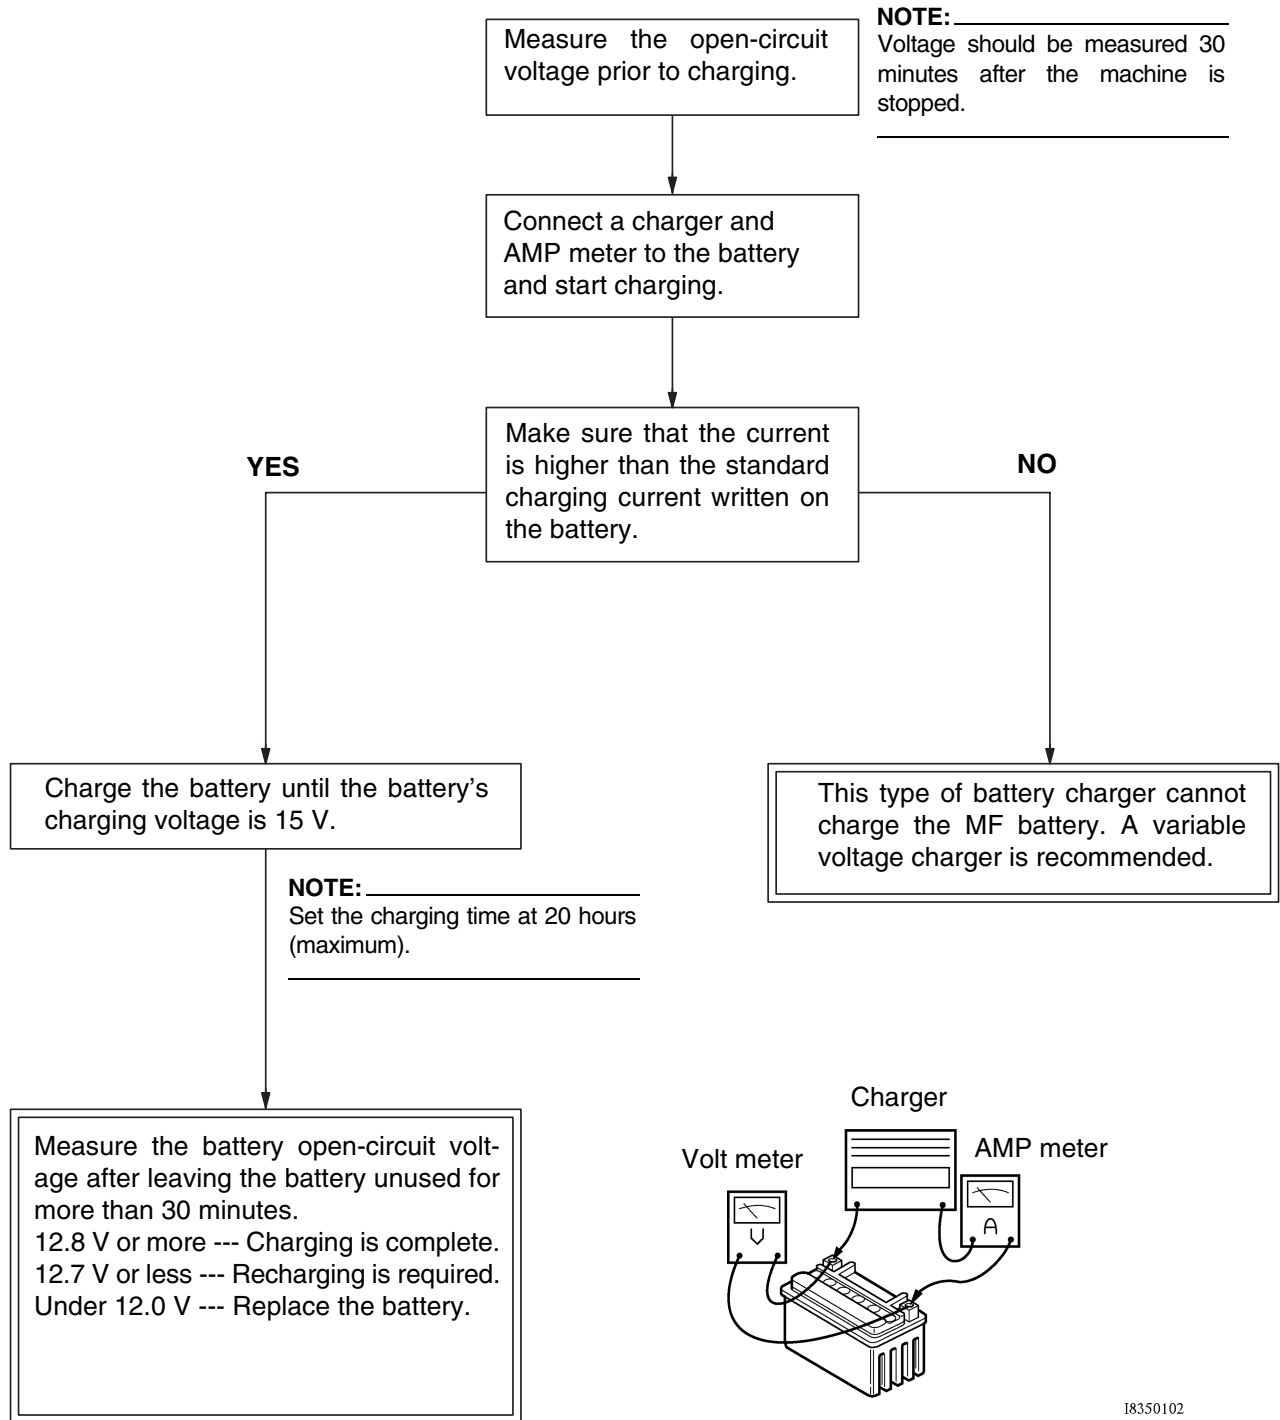 Measure the open-circuit
voltage prior to charging.
NOTE:
Voltage should be measured 30
minutes after the machine is
stopped.
Connect a charger and
AMP meter to the battery
and start charging.
Make sure that the current
is higher than the standard
charging current written on
the battery.
YES
NO
Charge the battery until the battery’s
charging voltage is 15 V.
This type of battery charger cannot
charge the MF battery. A variable
voltage charger is recommended.
NOTE:
Set the charging time at 20 hours
(maximum).
Measure the battery open-circuit volt-
age after leaving the battery unused for
more than 30 minutes.
12.8 V or more --- Charging is complete.
12.7 V or less --- Recharging is required.
Under 12.0 V --- Replace the battery.
Charger
Volt meter
AMP meter
V
A
I8350102